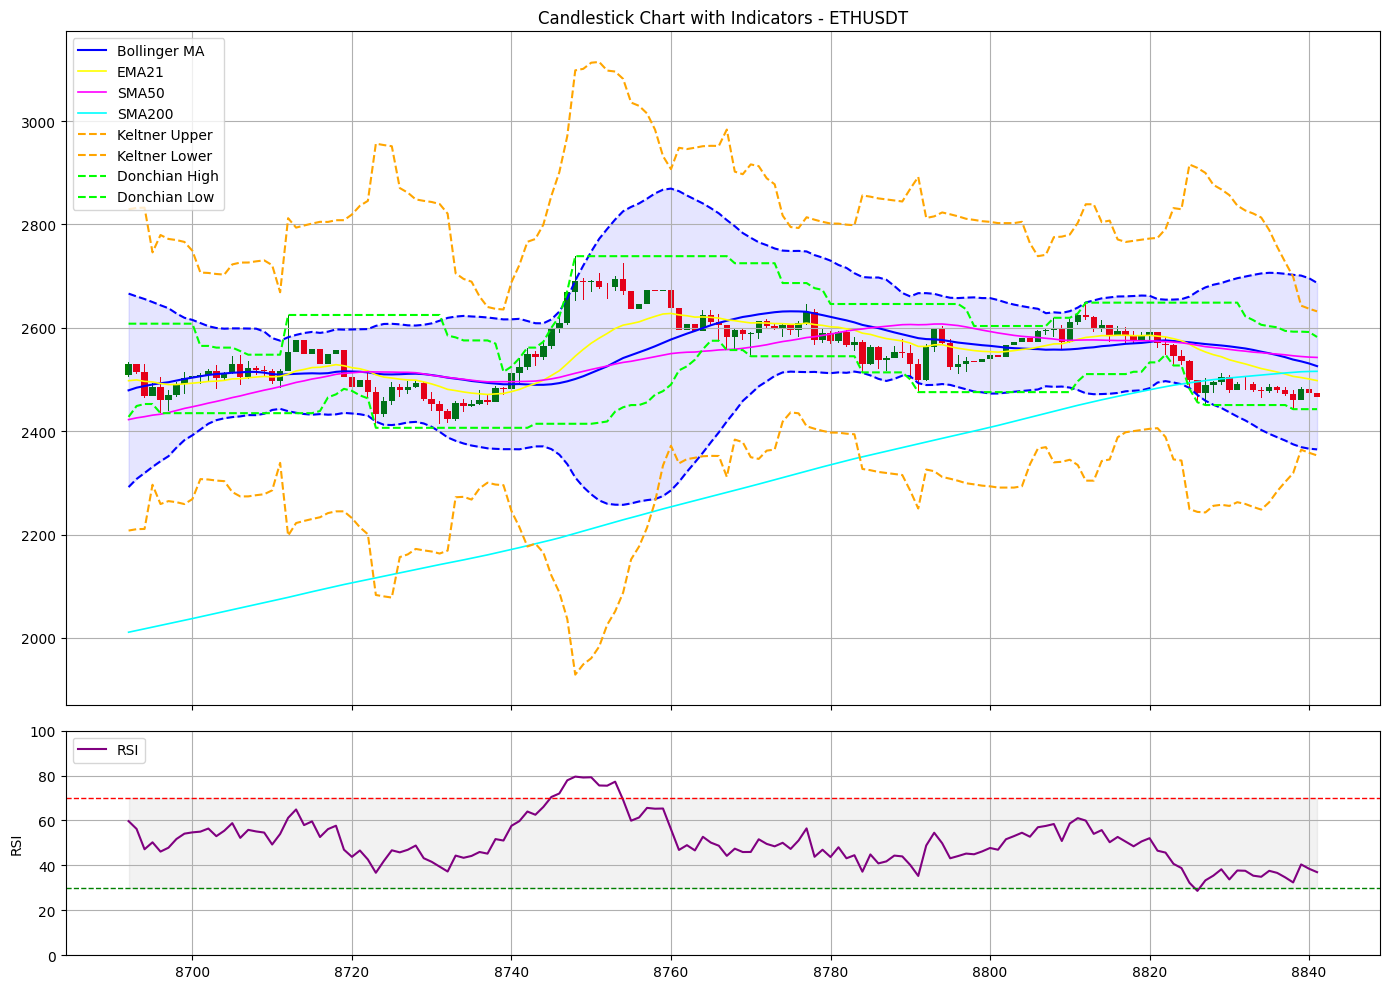 Candlestick Chart with Indicators - ETHUSDT
Bollinger MA
EMA21
SMA50
SMA200
Keltner Upper
Keltner Lower
Donchian High
Donchian Low
3000
2800
2600
2400
2200
2000
RSI
100
80
60
40
20
0
RSI
8700 8720 8740 8760 8780 8800 8820 8840